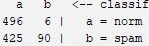 a b <-- classif
496 6 | a = norm
425 90 | b = spam